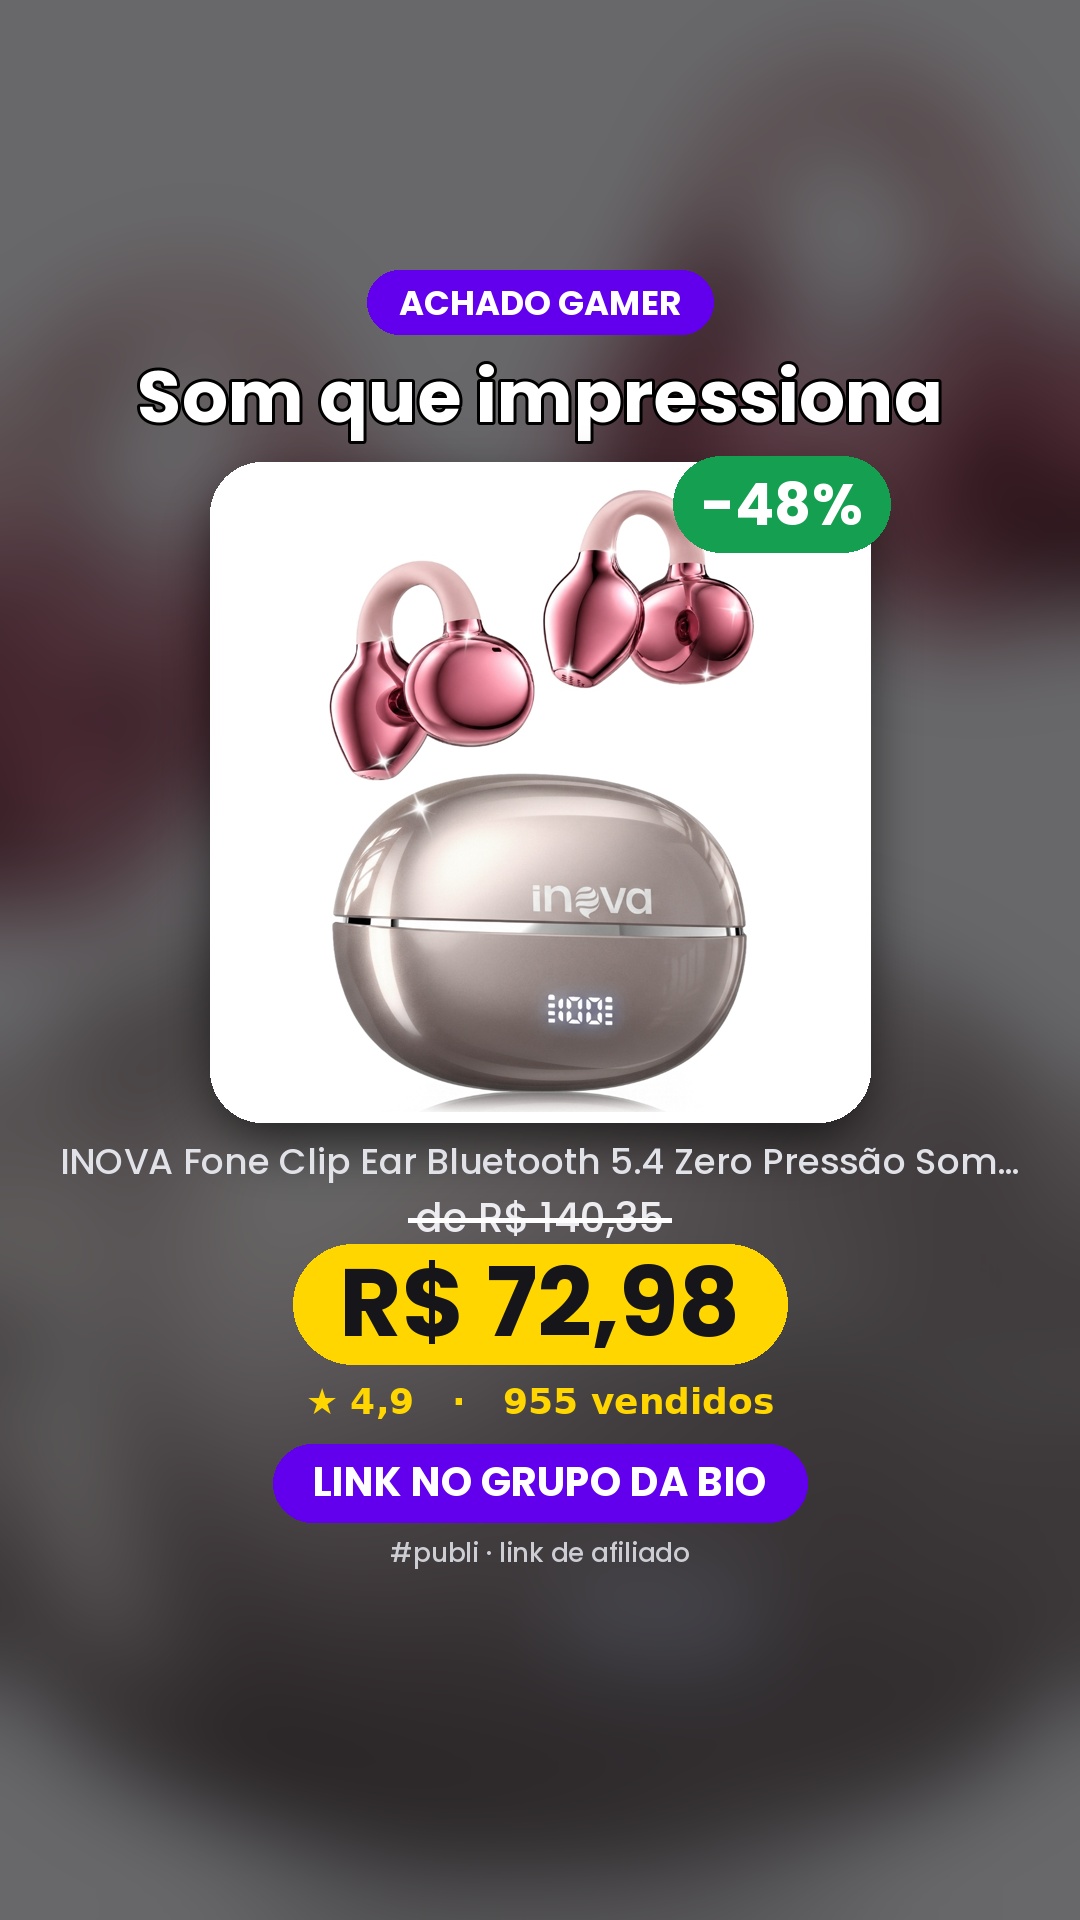 ACHADO GAMER
Som que impressiona
-48%
inova
100
INOVA Fone Clip Ear Bluetooth 5.4 Zero Pressão Som...
de R$ 140,35
R$ 72,98
★ 4,9 · 955 vendidos
LINK NO GRUPO DA BIO
#publi · link de afiliado